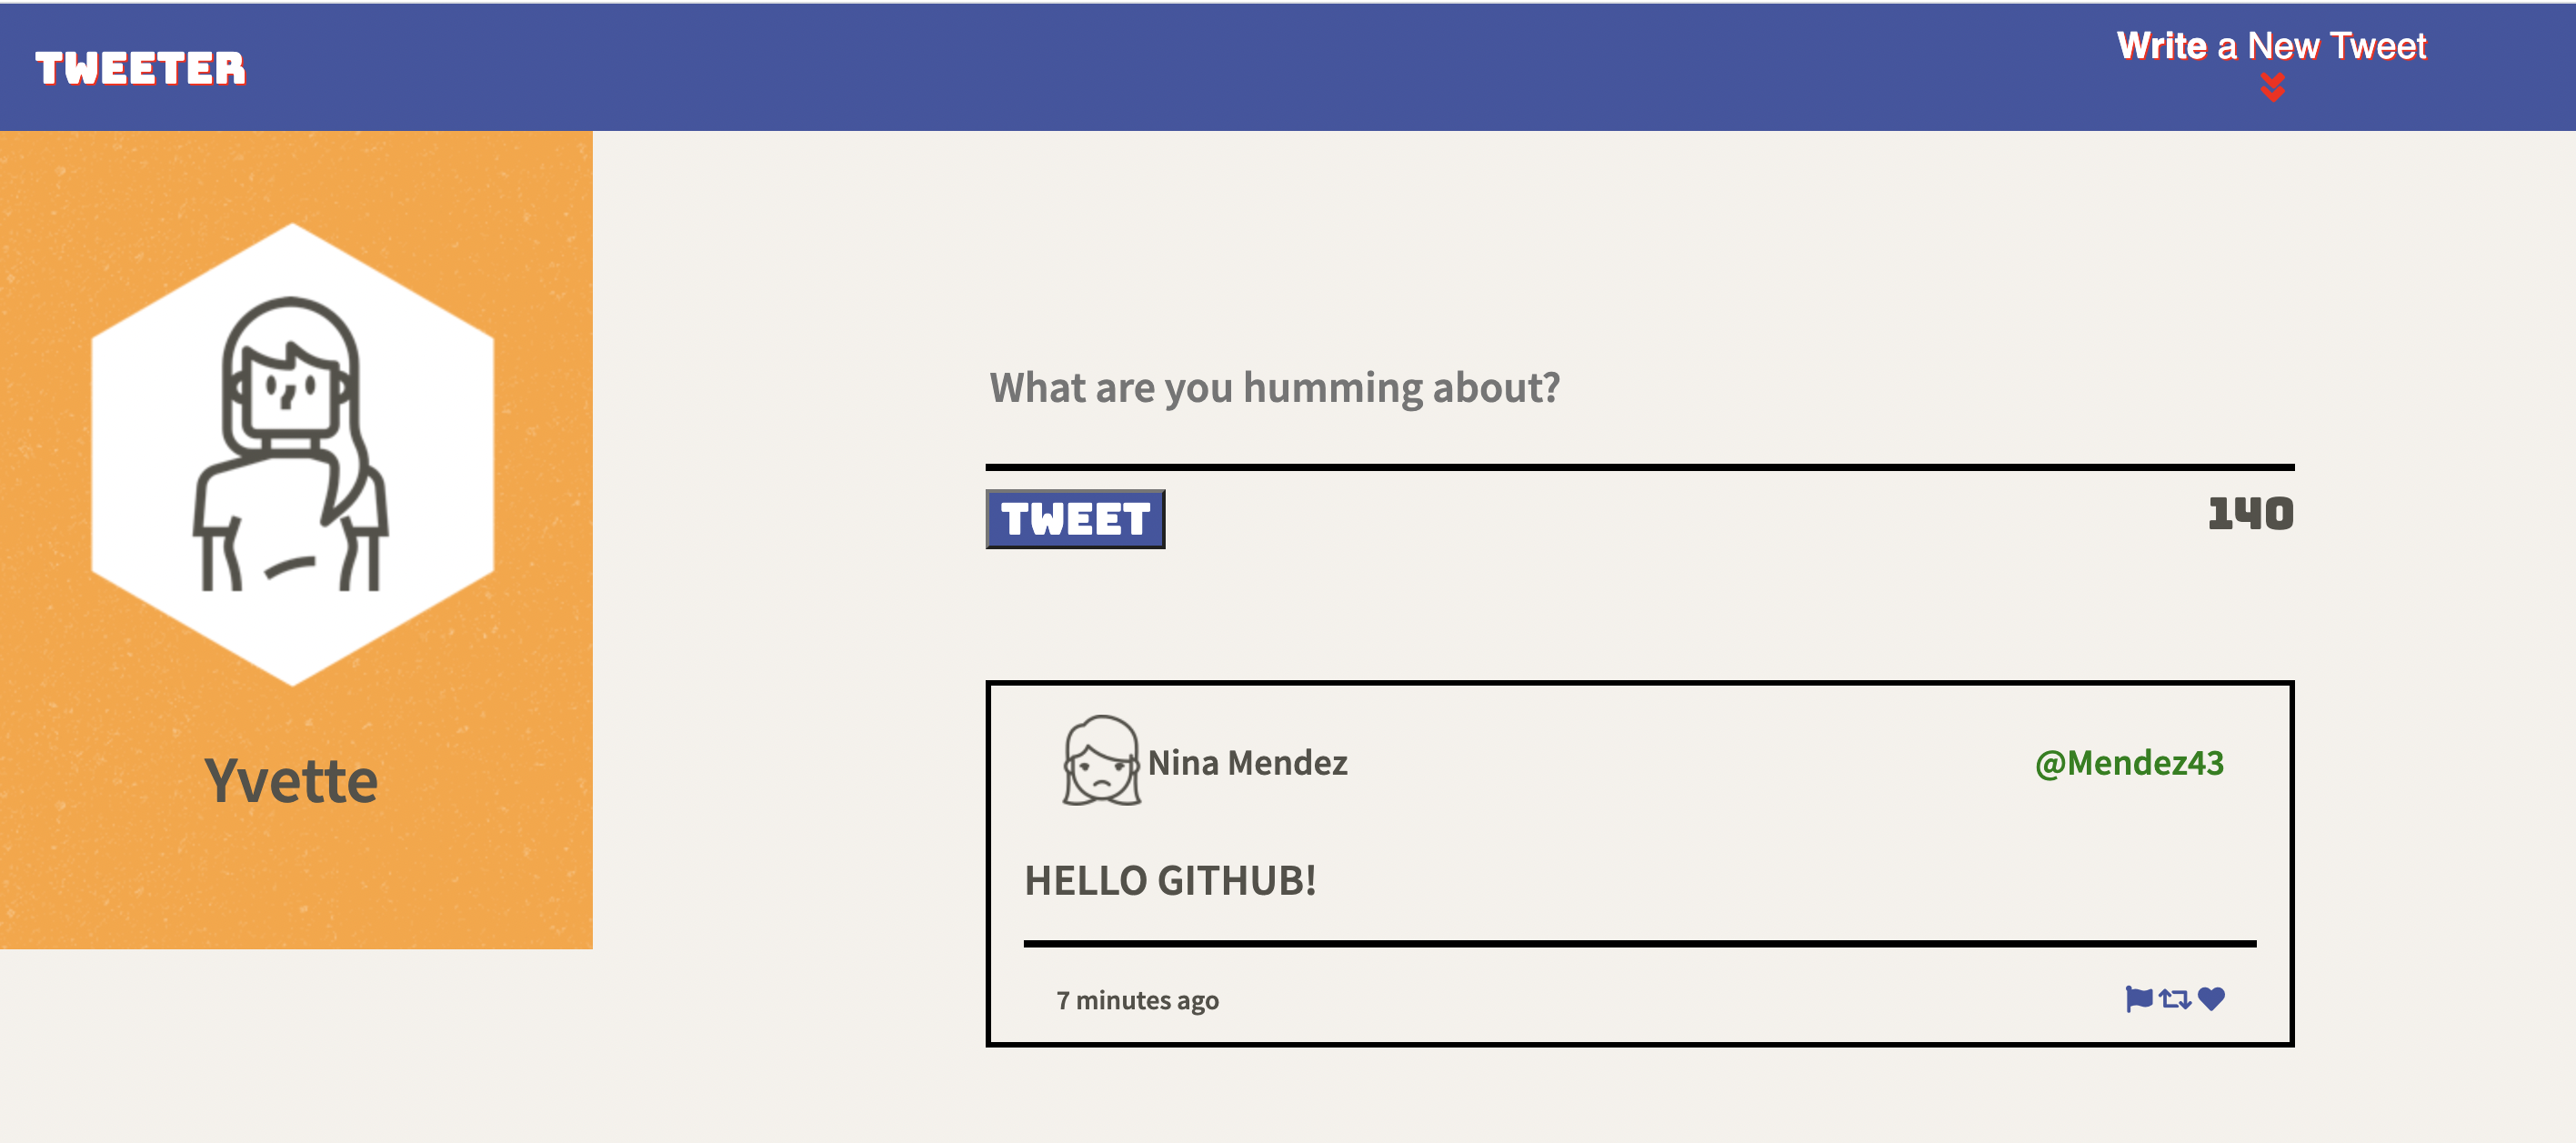 TWEETER
Write a New Tweet
Yvette
What are you humming about?
TWEET
140
Nina Mendez
@Mendez43
HELLO GITHUB!
7 minutes ago